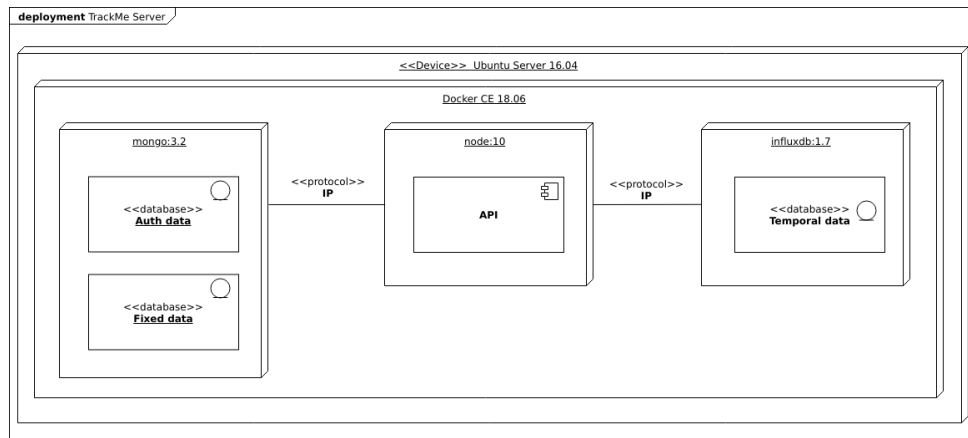 deployment TrackMe Server
<<Device>> Ubuntu Server 16.04
Docker CE 18.06
mongo:3.2
<<database>>
Auth data
<<database>>
Fixed data
<<protocol>>
IP
node:10
API
<<protocol>>
IP
influxdb:1.7
<<database>>
Temporal data